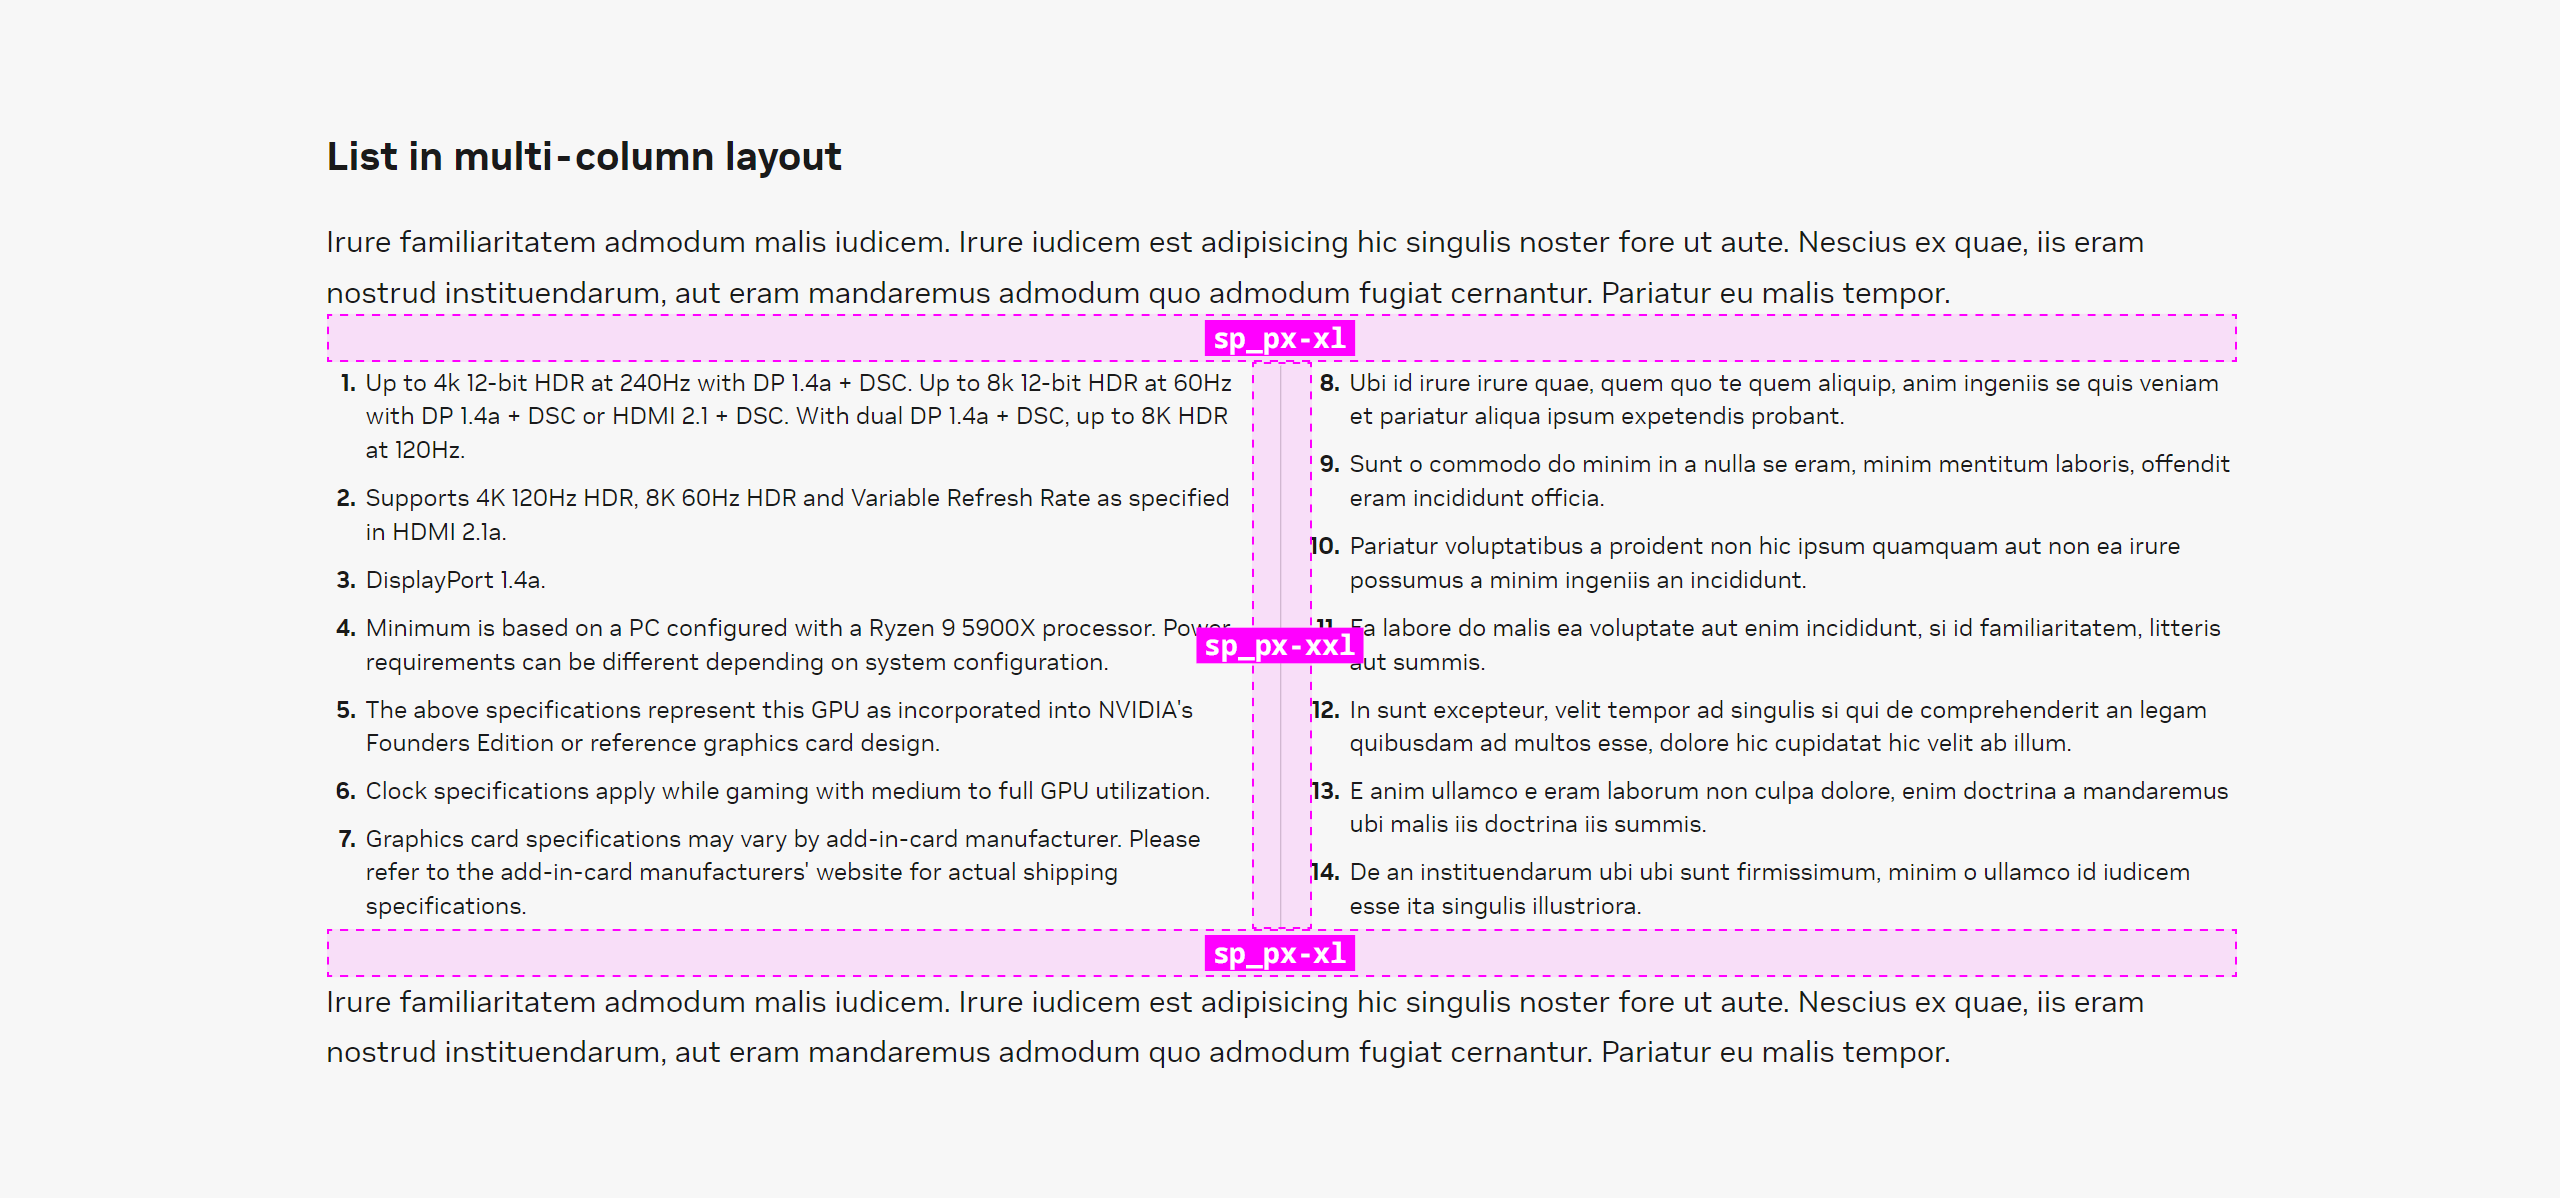 List in multi-column layout
Irure familiaritatem admodum malis iudicem. Irure iudicem est adipisicing hic singulis noster fore ut aute. Nescius ex quae, iis eram
nostrud instituendarum, aut eram mandaremus admodum quo admodum fugiat cernantur. Pariatur eu malis tempor.
sp_px-xl
1. Up to 4k 12-bit HDR at 240Hz with DP 1.4a + DSC. Up to 8k 12-bit HDR at 60Hz
with DP 1.4a + DSC or HDMI 2.1 + DSC. With dual DP 1.4a + DSC, up to 8K HDR
at 120Hz.
2. Supports 4K 120Hz HDR, 8K 60Hz HDR and Variable Refresh Rate as specified
in HDMI 2.1a.
3. DisplayPort 1.4a.
4. Minimum is based on a PC configured with a Ryzen 9 5900X processor. Power
requirements can be different depending on system configuration.
5. The above specifications represent this GPU as incorporated into NVIDIA's
Founders Edition or reference graphics card design.
6. Clock specifications apply while gaming with medium to full GPU utilization.
7. Graphics card specifications may vary by add-in-card manufacturer. Please
refer to the add-in-card manufacturers' website for actual shipping
specifications.
sp_px-xxl
8. Ubi id irure irure quae, quem quo te quem aliquip, anim ingeniis se quis veniam
et pariatur aliqua ipsum expetendis probant.
9. Sunt o commodo do minim in a nulla se eram, minim mentitum laboris, offendit
eram incididunt officia.
10. Pariatur voluptatibus a proident non hic ipsum quamquam aut non ea irure
possumus a minim ingeniis an incididunt.
11. Ea labore do malis ea voluptate aut enim incididunt, si id familiaritatem, litteris
aut summis.
12. In sunt excepteur, velit tempor ad singulis si qui de comprehenderit an legam
quibusdam ad multos esse, dolore hic cupidatat hic velit ab illum.
13. E anim ullamco e eram laborum non culpa dolore, enim doctrina a mandaremus
ubi malis iis doctrina iis summis.
14. De an instituendarum ubi ubi sunt firmissimum, minim o ullamco id iudicem
esse ita singulis illustriora.
sp_px-xl
Irure familiaritatem admodum malis iudicem. Irure iudicem est adipisicing hic singulis noster fore ut aute. Nescius ex quae, iis eram
nostrud instituendarum, aut eram mandaremus admodum quo admodum fugiat cernantur. Pariatur eu malis tempor.